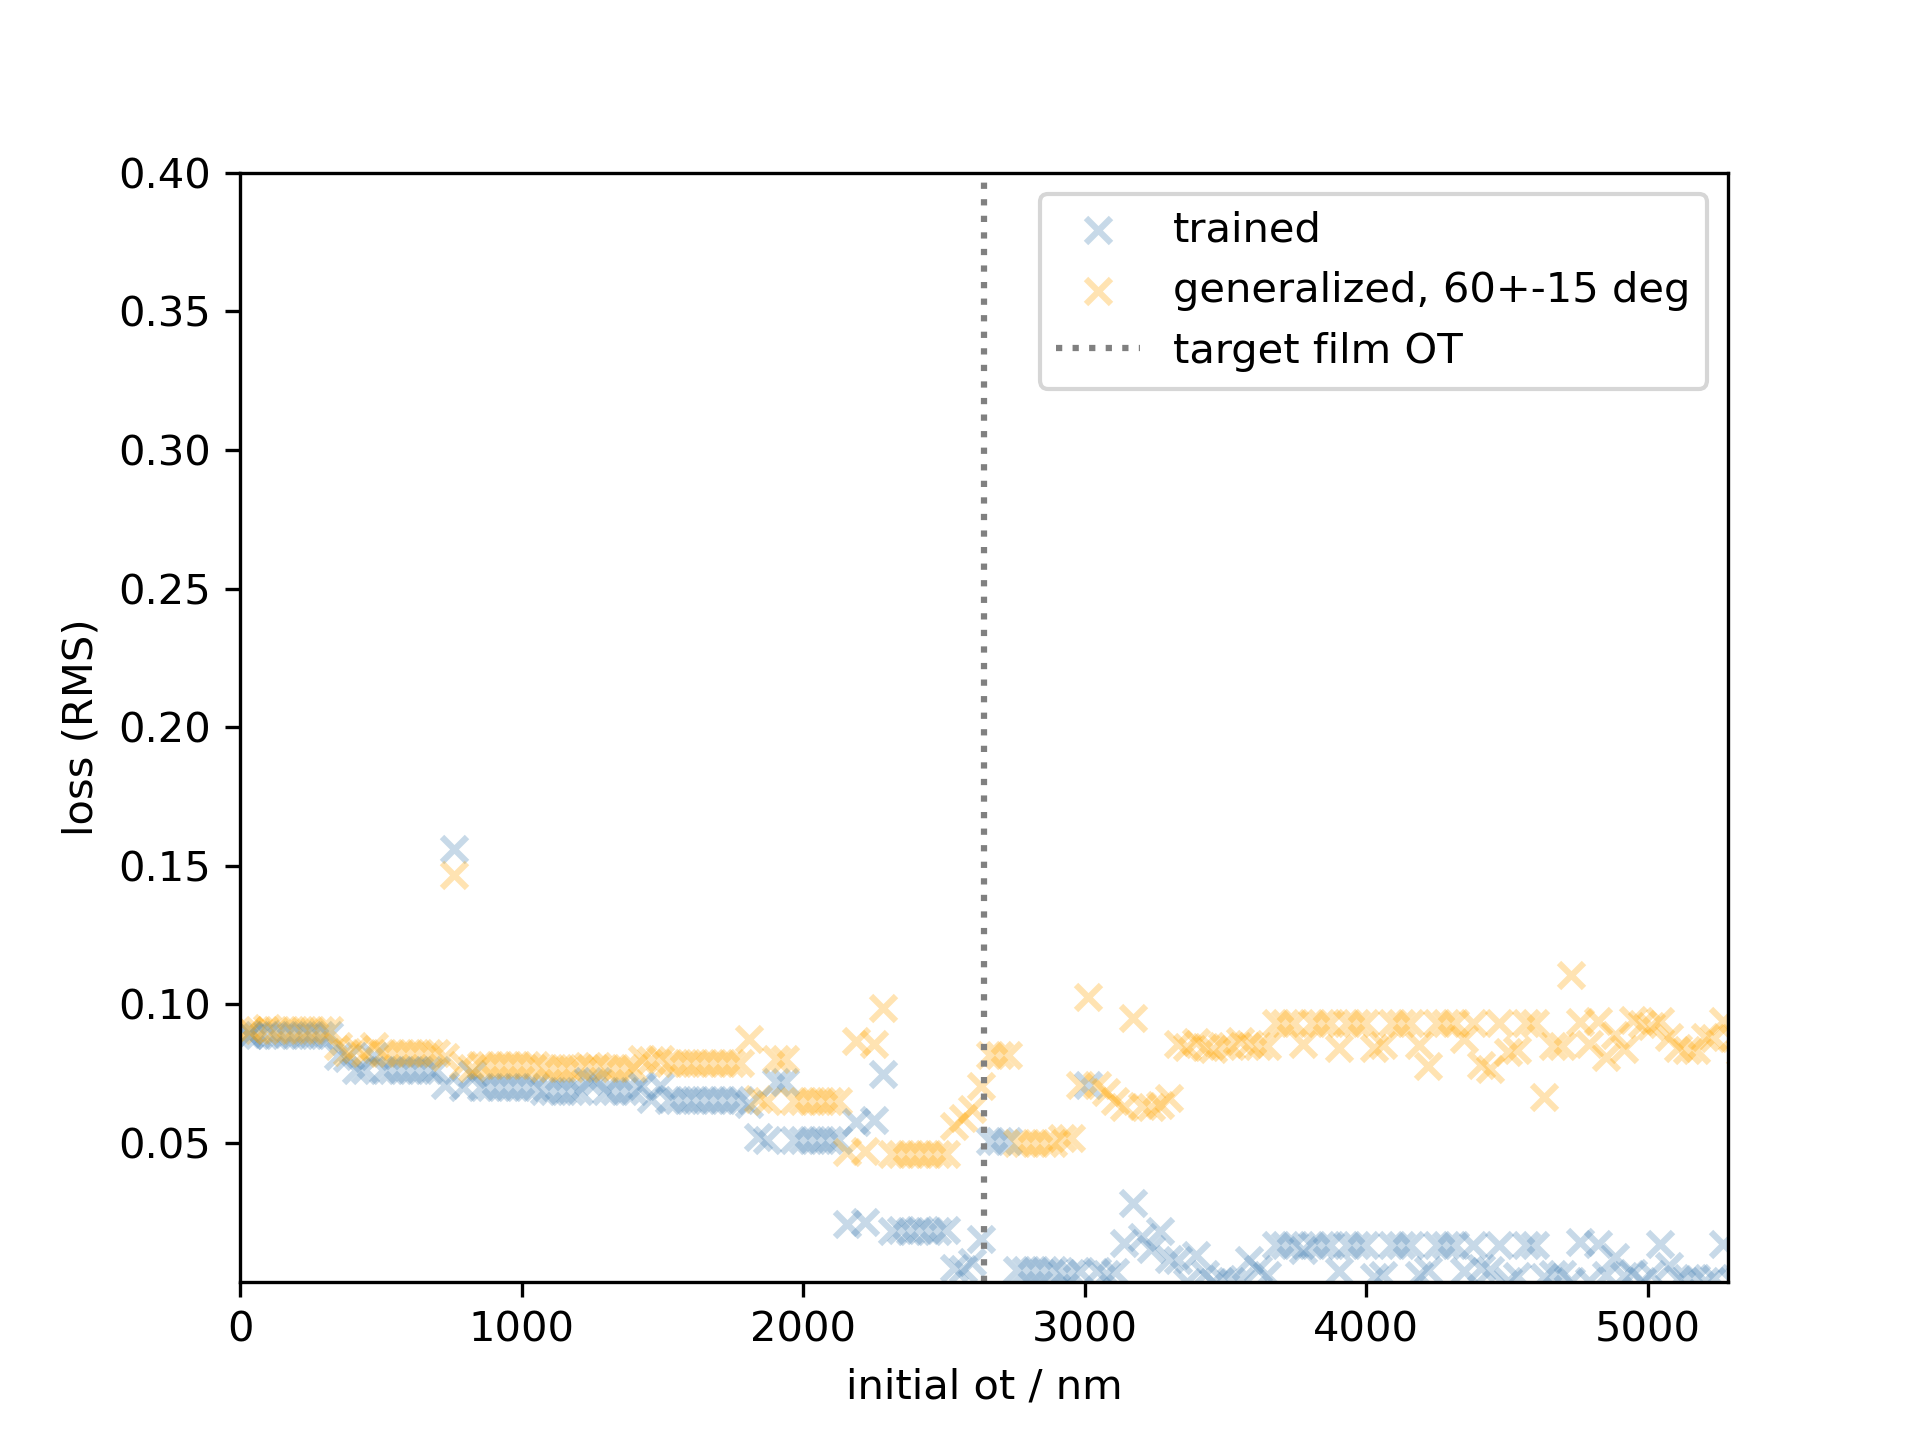 0.40
0.35
0.30
0.25
0.20
0.15
0.10
0.05
loss (RMS)
trained
generalized, 60+-15 deg
target film OT
0 1000 2000 3000 4000 5000
initial ot / nm